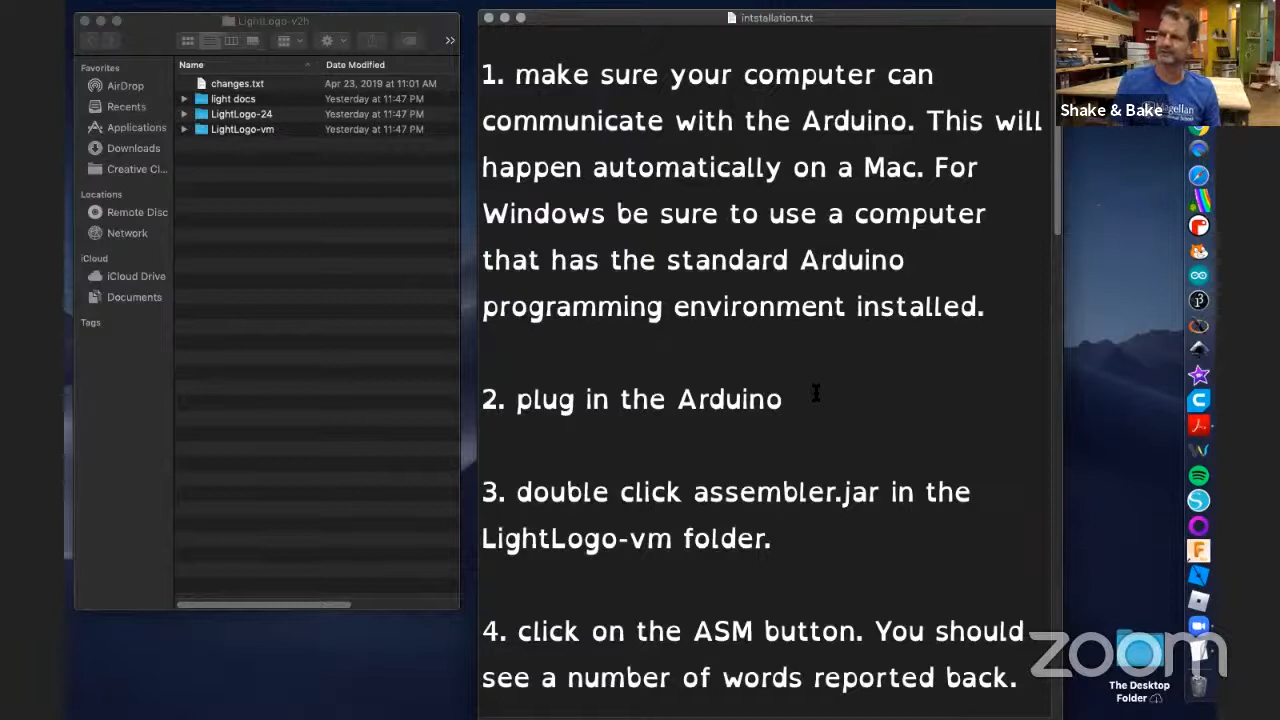 LightLogo-v2h
Name
Date Modified
Favorites
AirDrop
Recents
Applications
Downloads
Creative Cl...
Locations
Remote Disc
Network
iCloud
iCloud Drive
Documents
Tags
changes.txt Apr 23, 2019 at 11:01 AM
light docs Yesterday at 11:47 PM
LightLogo-24 Yesterday at 11:47 PM
LightLogo-vm Yesterday at 11:47 PM
intstallation.txt
1. make sure your computer can
communicate with the Arduino. This will
happen automatically on a Mac. For
Windows be sure to use a computer
that has the standard Arduino
programming environment installed.
2. plug in the Arduino
3. double click assembler.jar in the
LightLogo-vm folder.
4. click on the ASM button. You should
see a number of words reported back.
Magellan
Shake & Bake
zoom
The Desktop
Folder